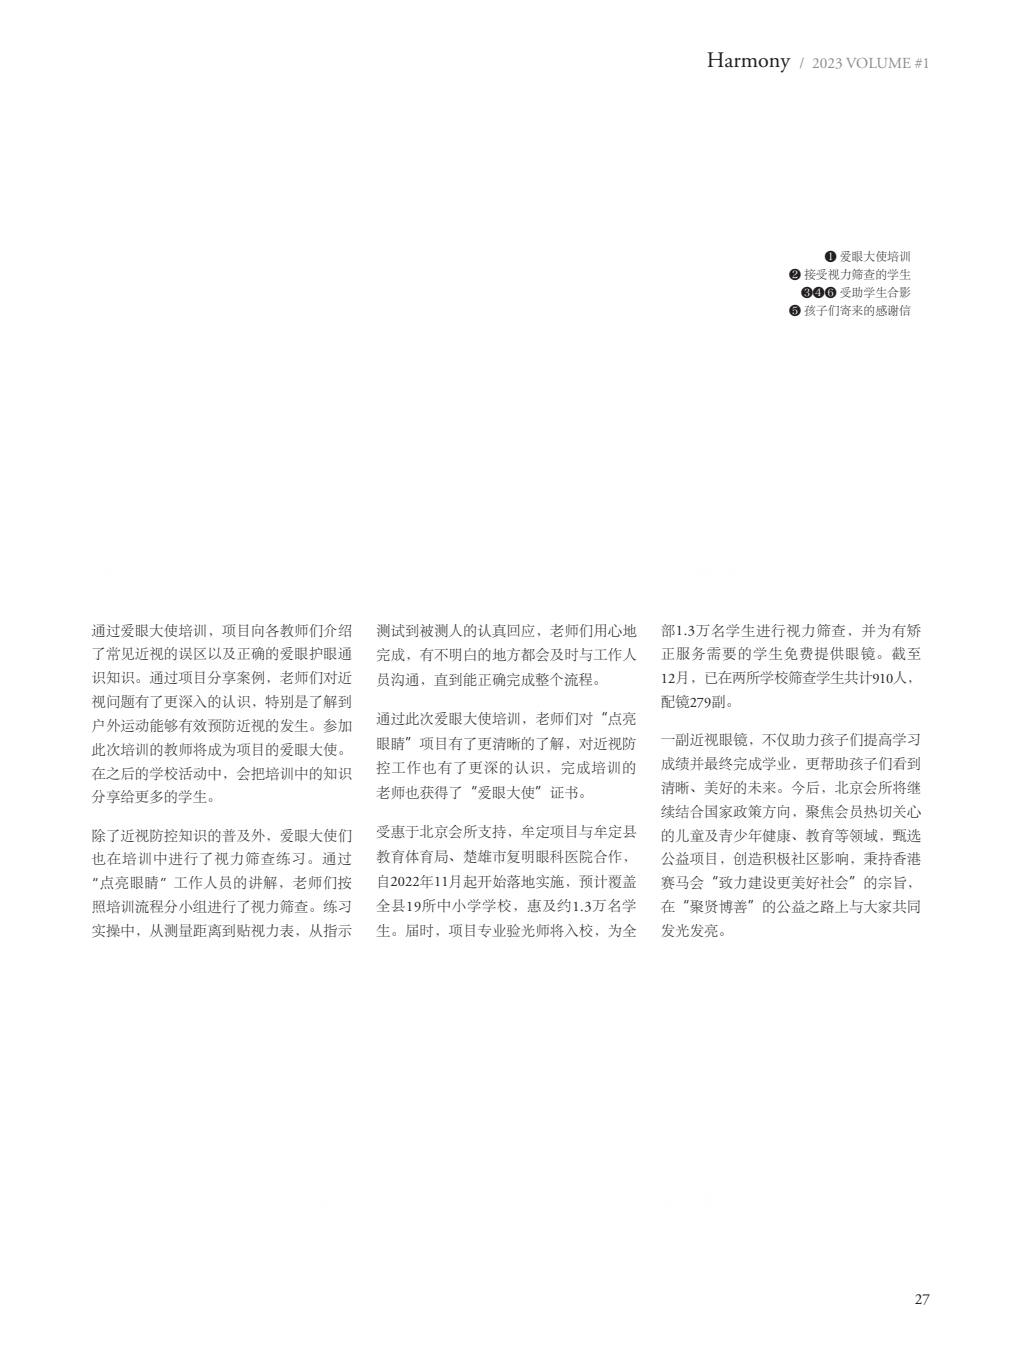 Harmony / 2023 VOLUME #1
❶ 爱眼大使培训
❷ 接受视力筛查的学生
❸❹❻ 受助学生合影
❺ 孩子们寄来的感谢信
通过爱眼大使培训，项目向各教师们介绍
了常见近视的误区以及正确的爱眼护眼通
识知识。通过项目分享案例，老师们对近
视问题有了更深入的认识，特别是了解到
户外运动能够有效预防近视的发生。参加
此次培训的教师将成为项目的爱眼大使。
在之后的学校活动中，会把培训中的知识
分享给更多的学生。
除了近视防控知识的普及外，爱眼大使们
也在培训中进行了视力筛查练习。通过
“点亮眼睛”工作人员的讲解，老师们按
照培训流程分小组进行了视力筛查。练习
实操中，从测量距离到贴视力表，从指示
测试到被测人的认真回应，老师们用心地
完成，有不明白的地方都会及时与工作人
员沟通，直到能正确完成整个流程。
通过此次爱眼大使培训，老师们对“点亮
眼睛”项目有了更清晰的了解，对近视防
控工作也有了更深的认识，完成培训的
老师也获得了“爱眼大使”证书。
受惠于北京会所支持，牟定项目与牟定县
教育体育局、楚雄市复明眼科医院合作，
自2022年11月起开始落地实施，预计覆盖
全县19所中小学学校，惠及约1.3万名学
生。届时，项目专业验光师将入校，为全
部1.3万名学生进行视力筛查，并为有矫
正服务需要的学生免费提供眼镜。截至
12月，已在两所学校筛查学生共计910人，
配镜279副。
一副近视眼镜，不仅助力孩子们提高学习
成绩并最终完成学业，更帮助孩子们看到
清晰、美好的未来。今后，北京会所将继
续结合国家政策方向，聚焦会员热切关心
的儿童及青少年健康、教育等领域，甄选
公益项目，创造积极社区影响，秉持香港
赛马会“致力建设更美好社会”的宗旨，
在“聚贤博善”的公益之路上与大家共同
发光发亮。
27